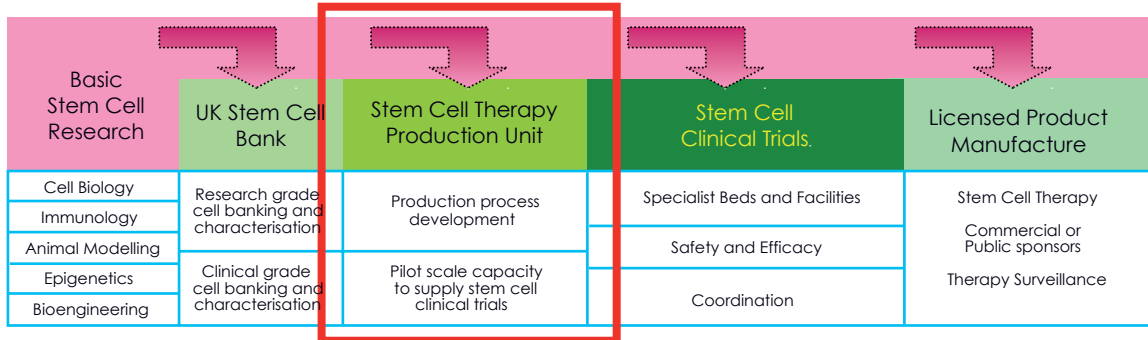 Basic
Stem Cell
Research
UK Stem Cell
Bank
Stem Cell Therapy
Production Unit
Stem Cell
Clinical Trials.
Licensed Product
Manufacture
Cell Biology
Immunology
Animal Modelling
Epigenetics
Bioengineering
Research grade
cell banking and
characterisation
Clinical grade
cell banking and
characterisation
Production process
development
Pilot scale capacity
to supply stem cell
clinical trials
Specialist Beds and Facilities
Safety and Efficacy
Coordination
Stem Cell Therapy
Commercial or
Public sponsors
Therapy Surveillance